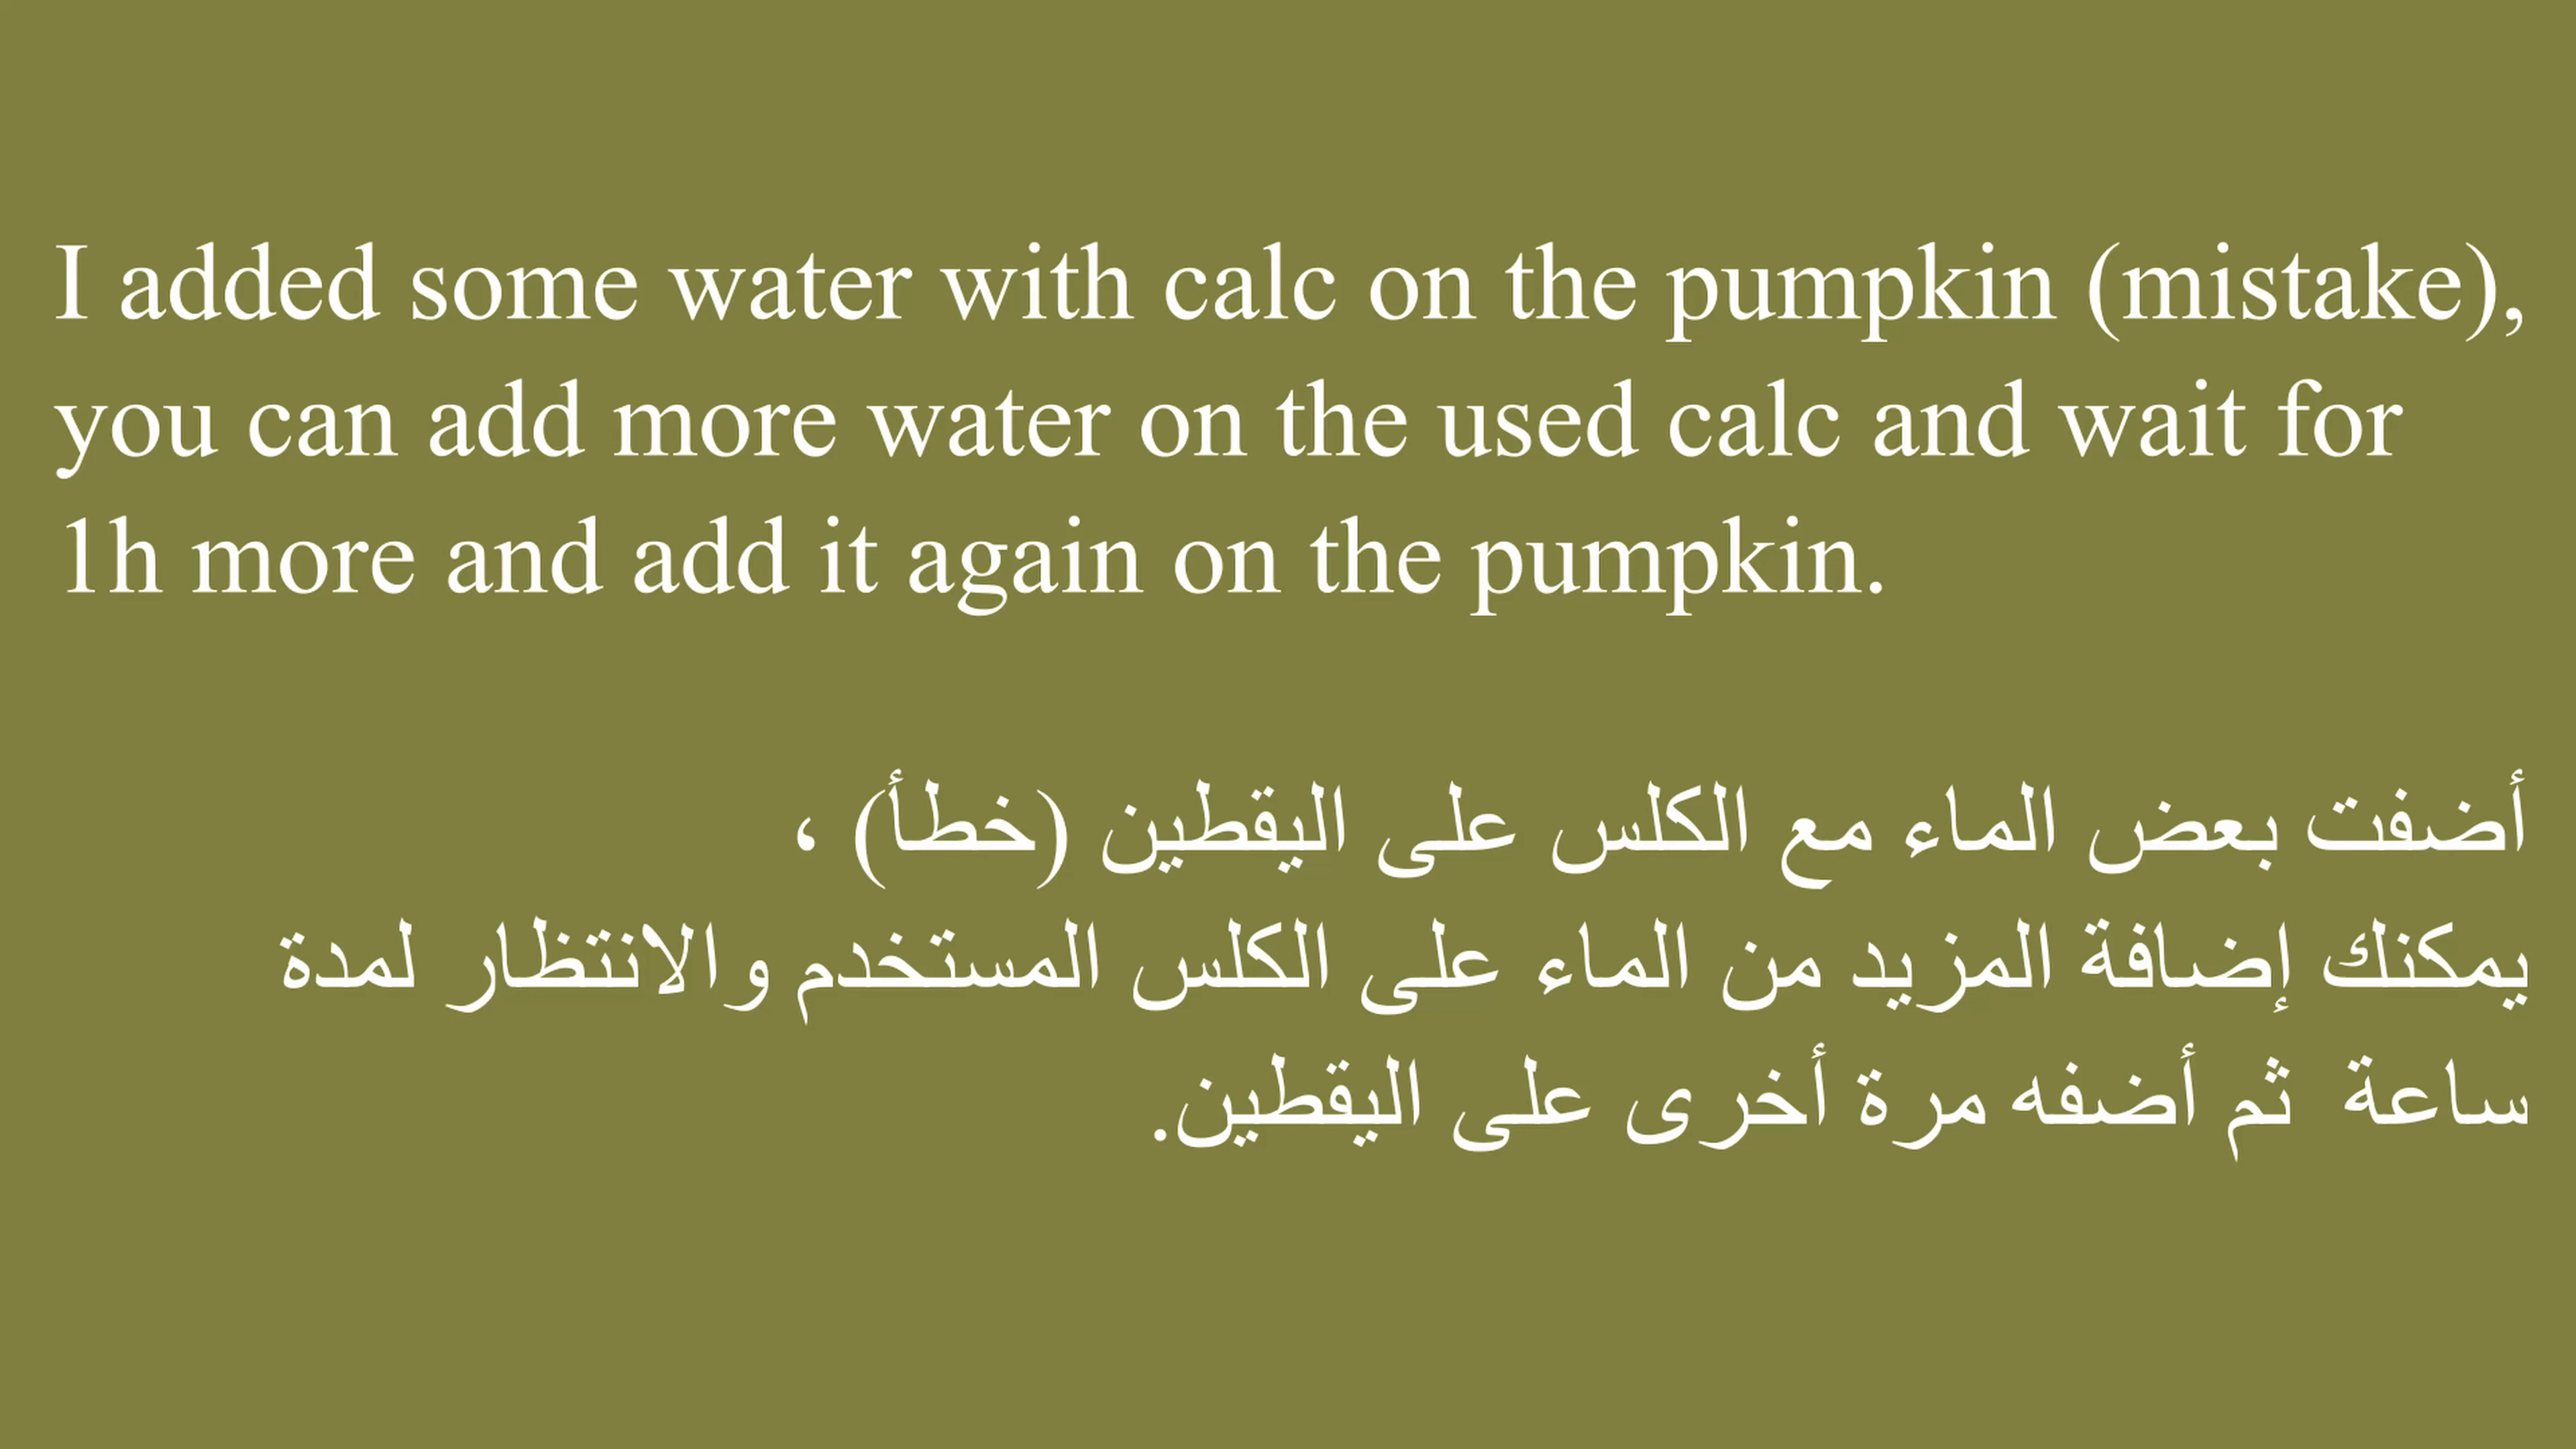 I added some water with calc on the pumpkin (mistake),
you can add more water on the used calc and wait for
1h more and add it again on the pumpkin.
أضفت بعض الماء مع الكلس على اليقطين (خطأ) ،
يمكنك إضافة المزيد من الماء على الكلس المستخدم والانتظار لمدة
ساعة  ثم أضفه مرة أخرى على اليقطين.